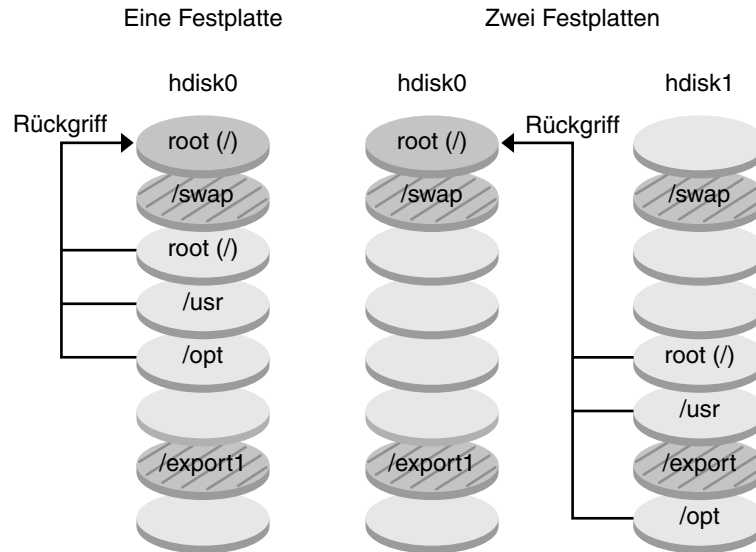 Eine Festplatte
Zwei Festplatten
hdisk0
hdisk0
hdisk1
Rückgriff
root (/)
root (/)
Rückgriff
/swap
/swap
/swap
root (/)
/usr
/opt
root (/)
/usr
/export1
/export1
/export
/opt